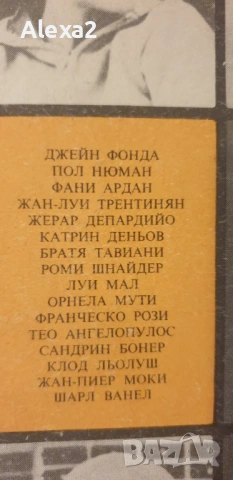 Alexa2
ДЖЕЙН ФОНДА
ПОЛ НЮМАН
ФАНИ АРДАН
ЖАН-ЛУИ ТРЕНТИНЯН
ЖЕРАР ДЕПАРДИЙО
КАТРИН ДЕНЬОВ
БРАТЯ ТАВИАНИ
РОМИ ШНАЙДЕР
ЛУИ МАЛ
ОРНЕЛА МУТИ
ФРАНЧЕСКО РОЗИ
ТЕО АНГЕЛОПУЛОС
САНДРИН БОНЕР
КЛОД ЛЬОЛУШ
ЖАН-ПИЕР МОКИ
ШАРЛ ВАНЕЛ
BAZAR